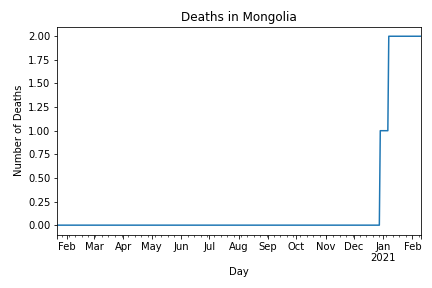 Deaths in Mongolia
Number of Deaths
2.00
1.75
1.50
1.25
1.00
0.75
0.50
0.25
0.00
Feb Mar Apr May Jun Jul Aug Sep Oct Nov Dec Jan Feb
2021
Day